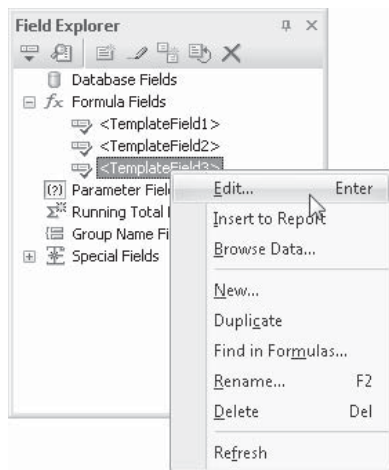 Field Explorer
Database Fields
fx Formula Fields
<TemplateField1>
<TemplateField2>
<TemplateField3>
(?) Parameter Fiel
Running Total
Group Name Fi
Special Fields
Edit... Enter
Insert to Report
Browse Data...
New...
Duplicate
Find in Formulas...
Rename... F2
Delete Del
Refresh